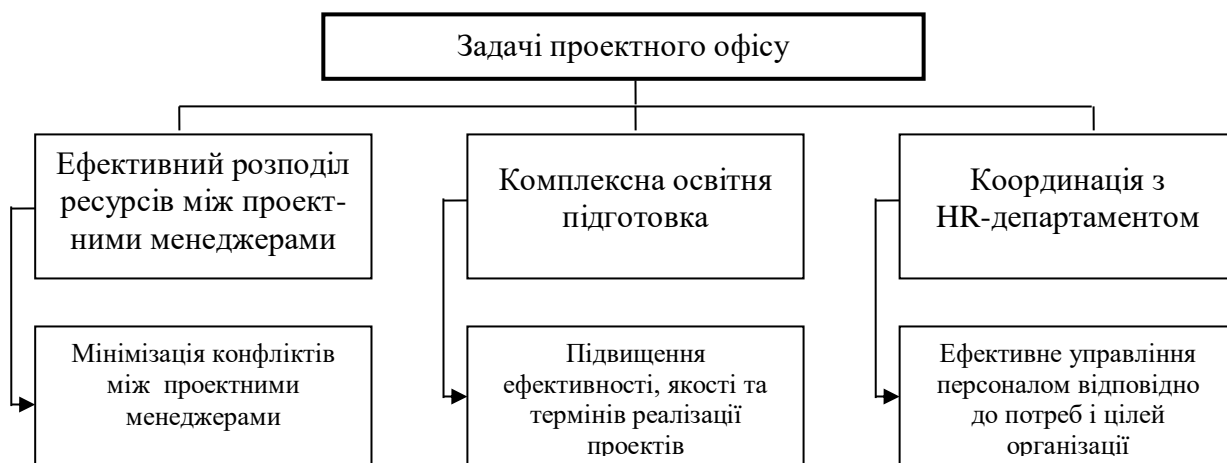 Задачі проектного офісу
Ефективний розподіл
ресурсів між проект-
ними менеджерами
Комплексна освітня
підготовка
Координація з
HR-департаментом
Мінімізація конфліктів
між проектними
менеджерами
Підвищення
ефективності, якості та
термінів реалізації
проектів
Ефективне управління
персоналом відповідно
до потреб і цілей
організації